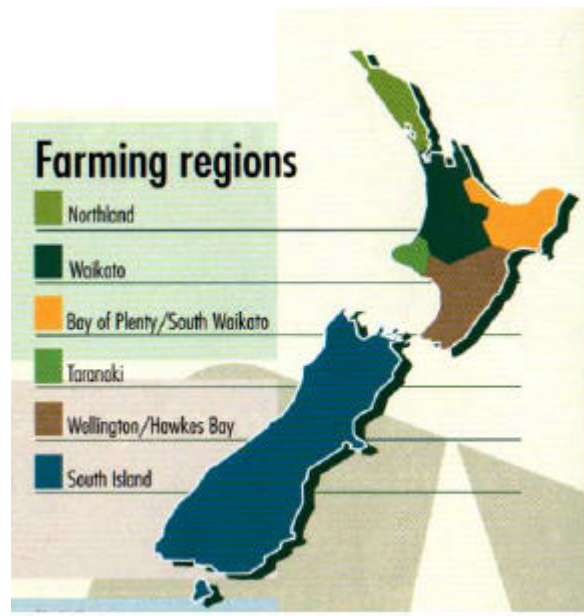 Farming regions
Northland
Waikato
Bay of Plenty/South Waikato
Taranaki
Wellington/Hawkes Bay
South Island